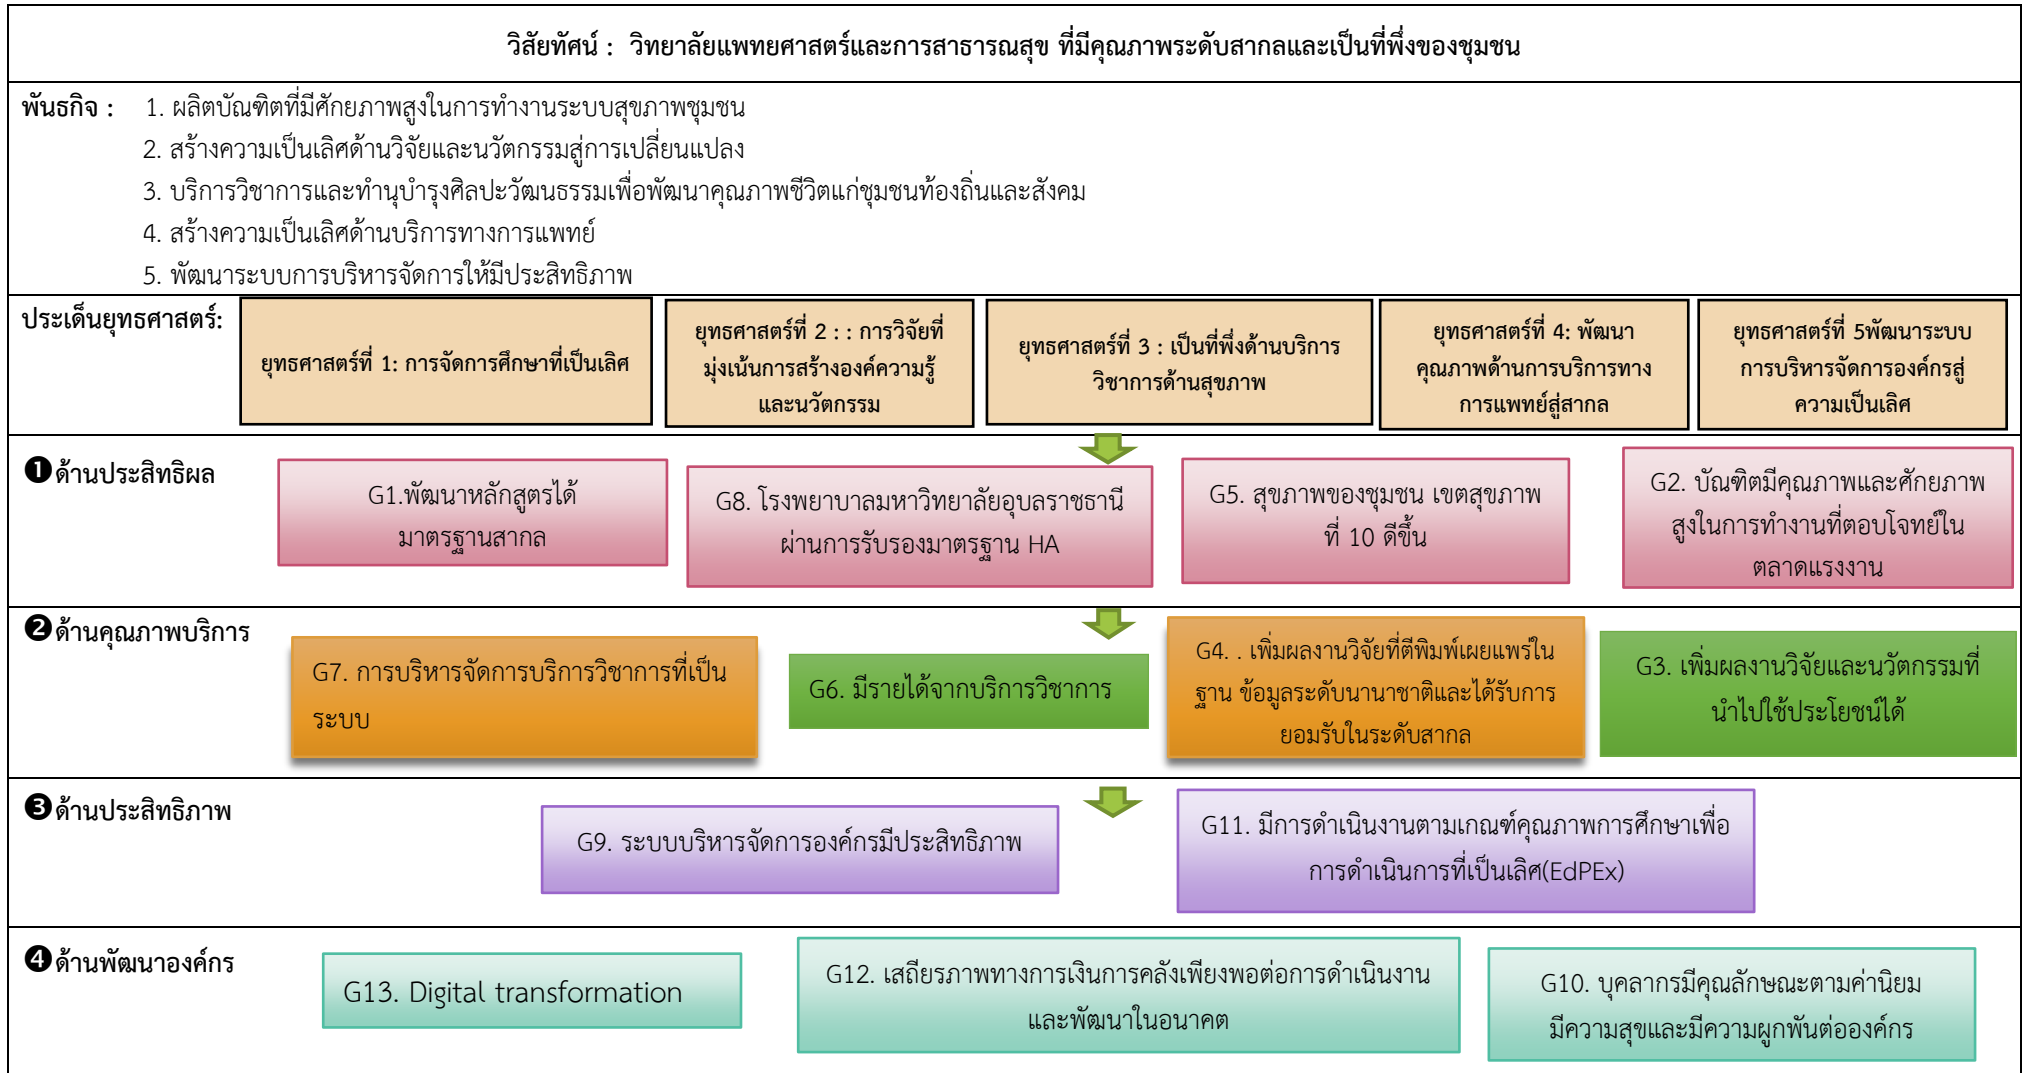 วิสัยทัศน์ : วิทยาลัยแพทยศาสตร์และการสาธารณสุข ที่มีคุณภาพระดับสากลและเป็นที่พึ่งของชุมชน
พันธกิจ : 1. ผลิตบัณฑิตที่มีศักยภาพสูงในการทำงานระบบสุขภาพชุมชน
2. สร้างความเป็นเลิศด้านวิจัยและนวัตกรรมสู่การเปลี่ยนแปลง
3. บริการวิชาการและทำนุบำรุงศิลปะวัฒนธรรมเพื่อพัฒนาคุณภาพชีวิตแก่ชุมชนท้องถิ่นและสังคม
4. สร้างความเป็นเลิศด้านบริการทางการแพทย์
5. พัฒนาระบบการบริหารจัดการให้มีประสิทธิภาพ
ประเด็นยุทธศาสตร์:
ยุทธศาสตร์ที่ 1: การจัดการศึกษาที่เป็นเลิศ
ยุทธศาสตร์ที่ 2 : : การวิจัยที่
มุ่งเน้นการสร้างองค์ความรู้
และนวัตกรรม
ยุทธศาสตร์ที่ 3 : เป็นที่พึ่งด้านบริการ
วิชาการด้านสุขภาพ
ยุทธศาสตร์ที่ 4: พัฒนา
คุณภาพด้านการบริการทาง
การแพทย์สู่สากล
ยุทธศาสตร์ที่ 5พัฒนาระบบ
การบริหารจัดการองค์กรสู่
ความเป็นเลิศ
❶ด้านประสิทธิผล
G1.พัฒนาหลักสูตรได้
มาตรฐานสากล
G8. โรงพยาบาลมหาวิทยาลัยอุบลราชธานี
ผ่านการรับรองมาตรฐาน HA
G5. สุขภาพของชุมชน เขตสุขภาพ
ที่ 10 ดีขึ้น
G2. บัณฑิตมีคุณภาพและศักยภาพ
สูงในการทำงานที่ตอบโจทย์ใน
ตลาดแรงงาน
❷ด้านคุณภาพบริการ
G7. การบริหารจัดการบริการวิชาการที่เป็น
ระบบ
G6. มีรายได้จากบริการวิชาการ
G4. . เพิ่มผลงานวิจัยที่ตีพิมพ์เผยแพร่ใน
ฐาน ข้อมูลระดับนานาชาติและได้รับการ
ยอมรับในระดับสากล
G3. เพิ่มผลงานวิจัยและนวัตกรรมที่
นำไปใช้ประโยชน์ได้
❸ด้านประสิทธิภาพ
G9. ระบบบริหารจัดการองค์กรมีประสิทธิภาพ
G11. มีการดำเนินงานตามเกณฑ์คุณภาพการศึกษาเพื่อ
การดำเนินการที่เป็นเลิศ(EdPEx)
❹ด้านพัฒนาองค์กร
G13. Digital transformation
G12. เสถียรภาพทางการเงินการคลังเพียงพอต่อการดำเนินงาน
และพัฒนาในอนาคต
G10. บุคลากรมีคุณลักษณะตามค่านิยม
มีความสุขและมีความผูกพันต่อองค์กร